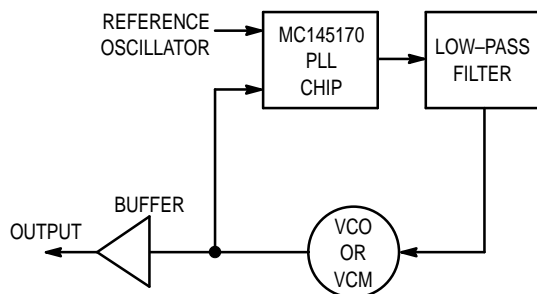 REFERENCE
OSCILLATOR
MC145170
PLL
CHIP
LOW–PASS
FILTER
BUFFER
OUTPUT
VCO
OR
VCM